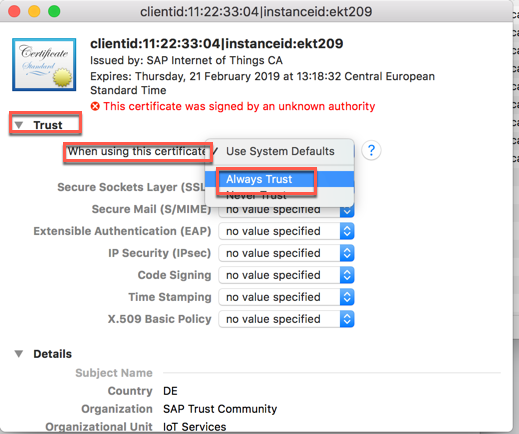 clientid:11:22:33:04|instanceid:ekt209
Certificate
Standard
clientid:11:22:33:04|instanceid:ekt209
Issued by: SAP Internet of Things CA
Expires: Thursday, 21 February 2019 at 13:18:32 Central European
Standard Time
This certificate was signed by an unknown authority
Trust
When using this certificate
✓ Use System Defaults
?
Always Trust
Never Trust
Secure Sockets Layer (SSL
Secure Mail (S/MIME) no value specified
Extensible Authentication (EAP) no value specified
IP Security (IPsec) no value specified
Code Signing no value specified
Time Stamping no value specified
X.509 Basic Policy no value specified
Details
Subject Name
Country DE
Organization SAP Trust Community
Organizational Unit IoT Services